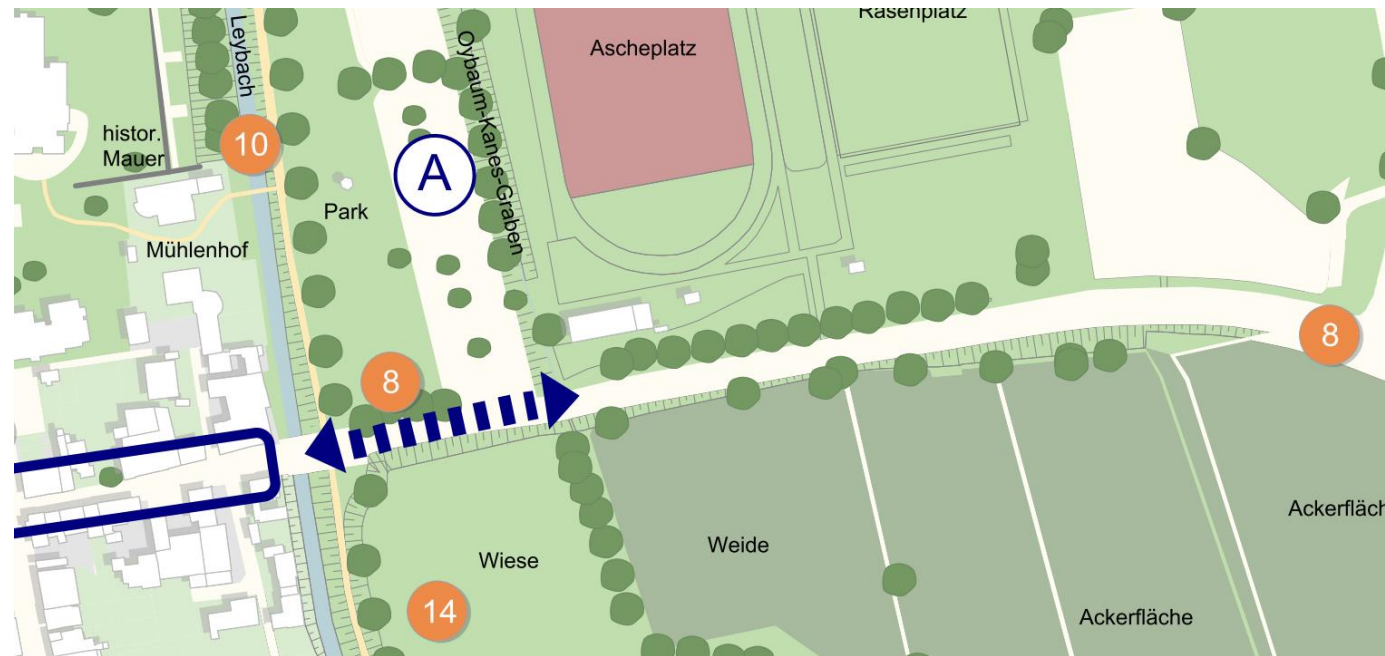 Leybach
Oybaum-Kanes-Graben
Ascheplatz
Rasenplatz
10
histor.
Mauer
A
Park
Mühlenhof
8
8
Wiese
Weide
Ackerfläch
14
Ackerfläche